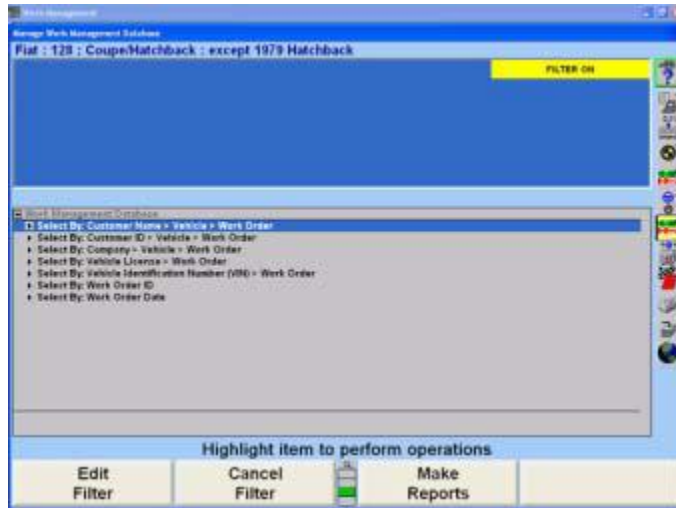 Work Management
Manage Work Management Database
Fiat : 128 : Coupe/Hatchback : except 1979 Hatchback
FILTER ON
Work Management Database
Select By: Customer Name > Vehicle > Work Order
Select By: Customer ID > Vehicle > Work Order
Select By: Company > Vehicle > Work Order
Select By: Vehicle License > Work Order
Select By: Vehicle Identification Number (VIN) > Work Order
Select By: Work Order ID
Select By: Work Order Date
Highlight item to perform operations
Edit Filter
Cancel Filter
Make Reports